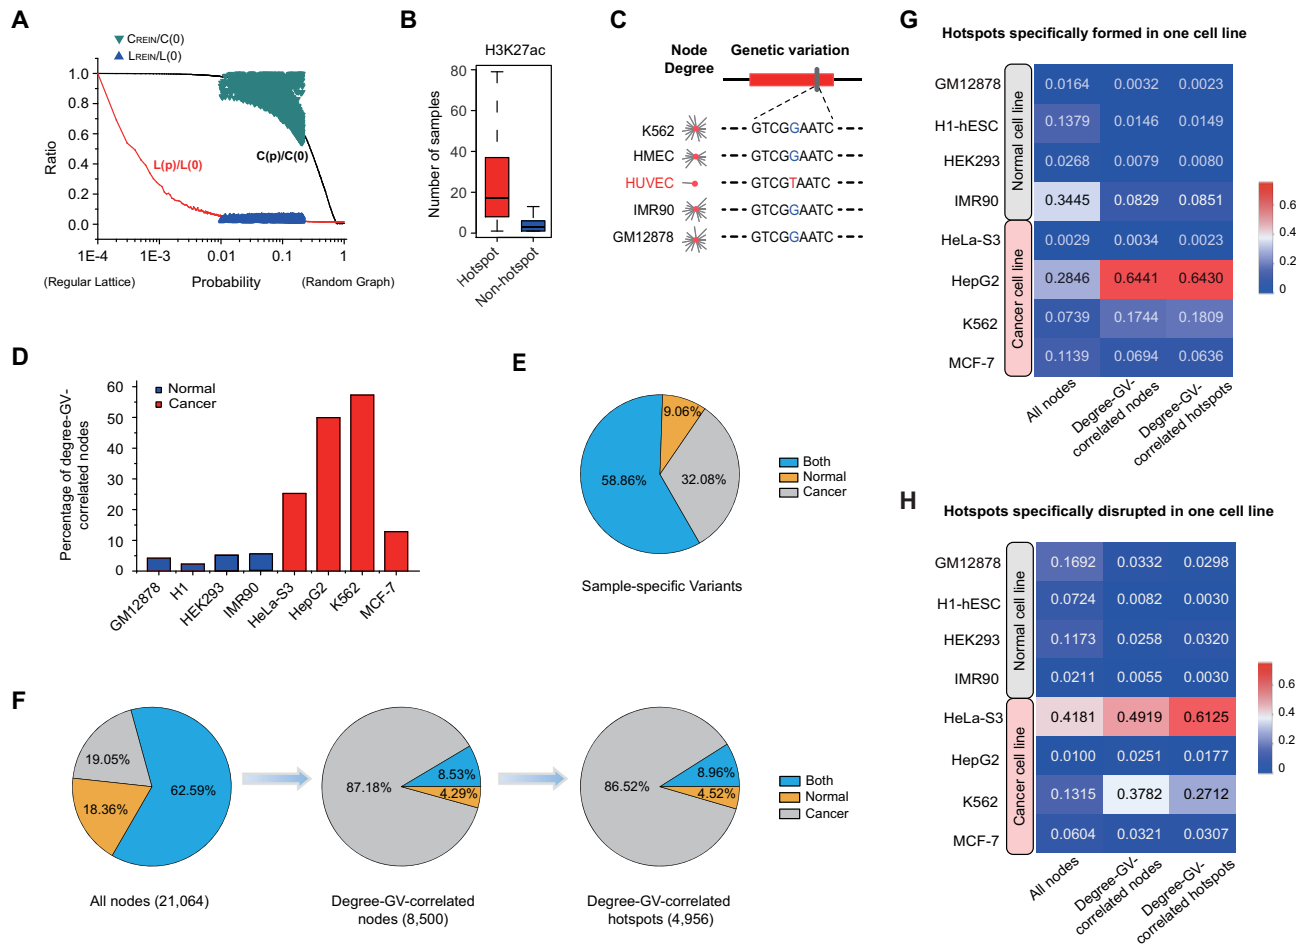 A
CREIN/C(0)
LREIN/L(0)
Ratio
1.0
0.8
0.6
0.4
0.2
0.0
L(p)/L(0)
C(p)/C(0)
1E-4
1E-3
0.01
0.1
1
(Regular Lattice)
Probability
(Random Graph)
B
H3K27ac
Number of samples
80
60
40
20
0
Hotspot
Non-hotspot
C
Node Degree
Genetic variation
K562 GTCGGAATC
HMEC GTCGGAATC
HUVEC GTCGTAATC
IMR90 GTCGGAATC
GM12878 GTCGGAATC
D
Percentage of degree-GV-
correlated nodes
60
50
40
30
20
10
0
Normal
Cancer
GM12878
H1
HEK293
IMR90
HeLa-S3
HepG2
K562
MCF-7
E
9.06%
58.86%
32.08%
Both
Normal
Cancer
Sample-specific Variants
F
19.05%
62.59%
18.36%
All nodes (21,064)
87.18%
8.53%
4.29%
Degree-GV-correlated
nodes (8,500)
86.52%
8.96%
4.52%
Degree-GV-correlated
hotspots (4,956)
Both
Normal
Cancer
G
Hotspots specifically formed in one cell line
Normal cell line
Cancer cell line
GM12878 0.0164 0.0032 0.0023
H1-hESC 0.1379 0.0146 0.0149
HEK293 0.0268 0.0079 0.0080
IMR90 0.3445 0.0829 0.0851
HeLa-S3 0.0029 0.0034 0.0023
HepG2 0.2846 0.6441 0.6430
K562 0.0739 0.1744 0.1809
MCF-7 0.1139 0.0694 0.0636
All nodes
Degree-GV-
correlated nodes
Degree-GV-
correlated hotspots
0.6
0.4
0.2
0
H
Hotspots specifically disrupted in one cell line
Normal cell line
Cancer cell line
GM12878 0.1692 0.0332 0.0298
H1-hESC 0.0724 0.0082 0.0030
HEK293 0.1173 0.0258 0.0320
IMR90 0.0211 0.0055 0.0030
HeLa-S3 0.4181 0.4919 0.6125
HepG2 0.0100 0.0251 0.0177
K562 0.1315 0.3782 0.2712
MCF-7 0.0604 0.0321 0.0307
All nodes
Degree-GV-
correlated nodes
Degree-GV-
correlated hotspots
0.6
0.4
0.2
0